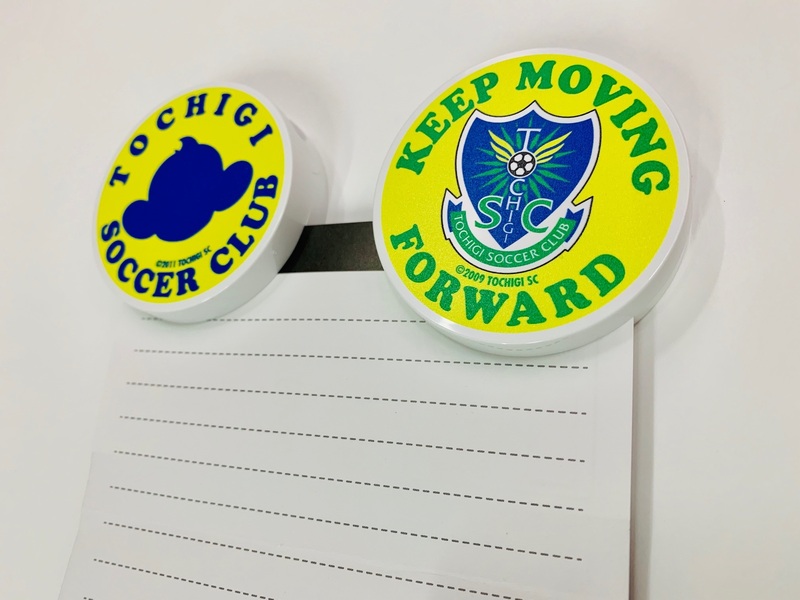 TOCHIGI
©2011 TOCHIGI SC
SOCCER CLUB
KEEP MOVING
TOCHIGI
SC
TOCHIGI SOCCER CLUB
©2009 TOCHIGI SC
FORWARD